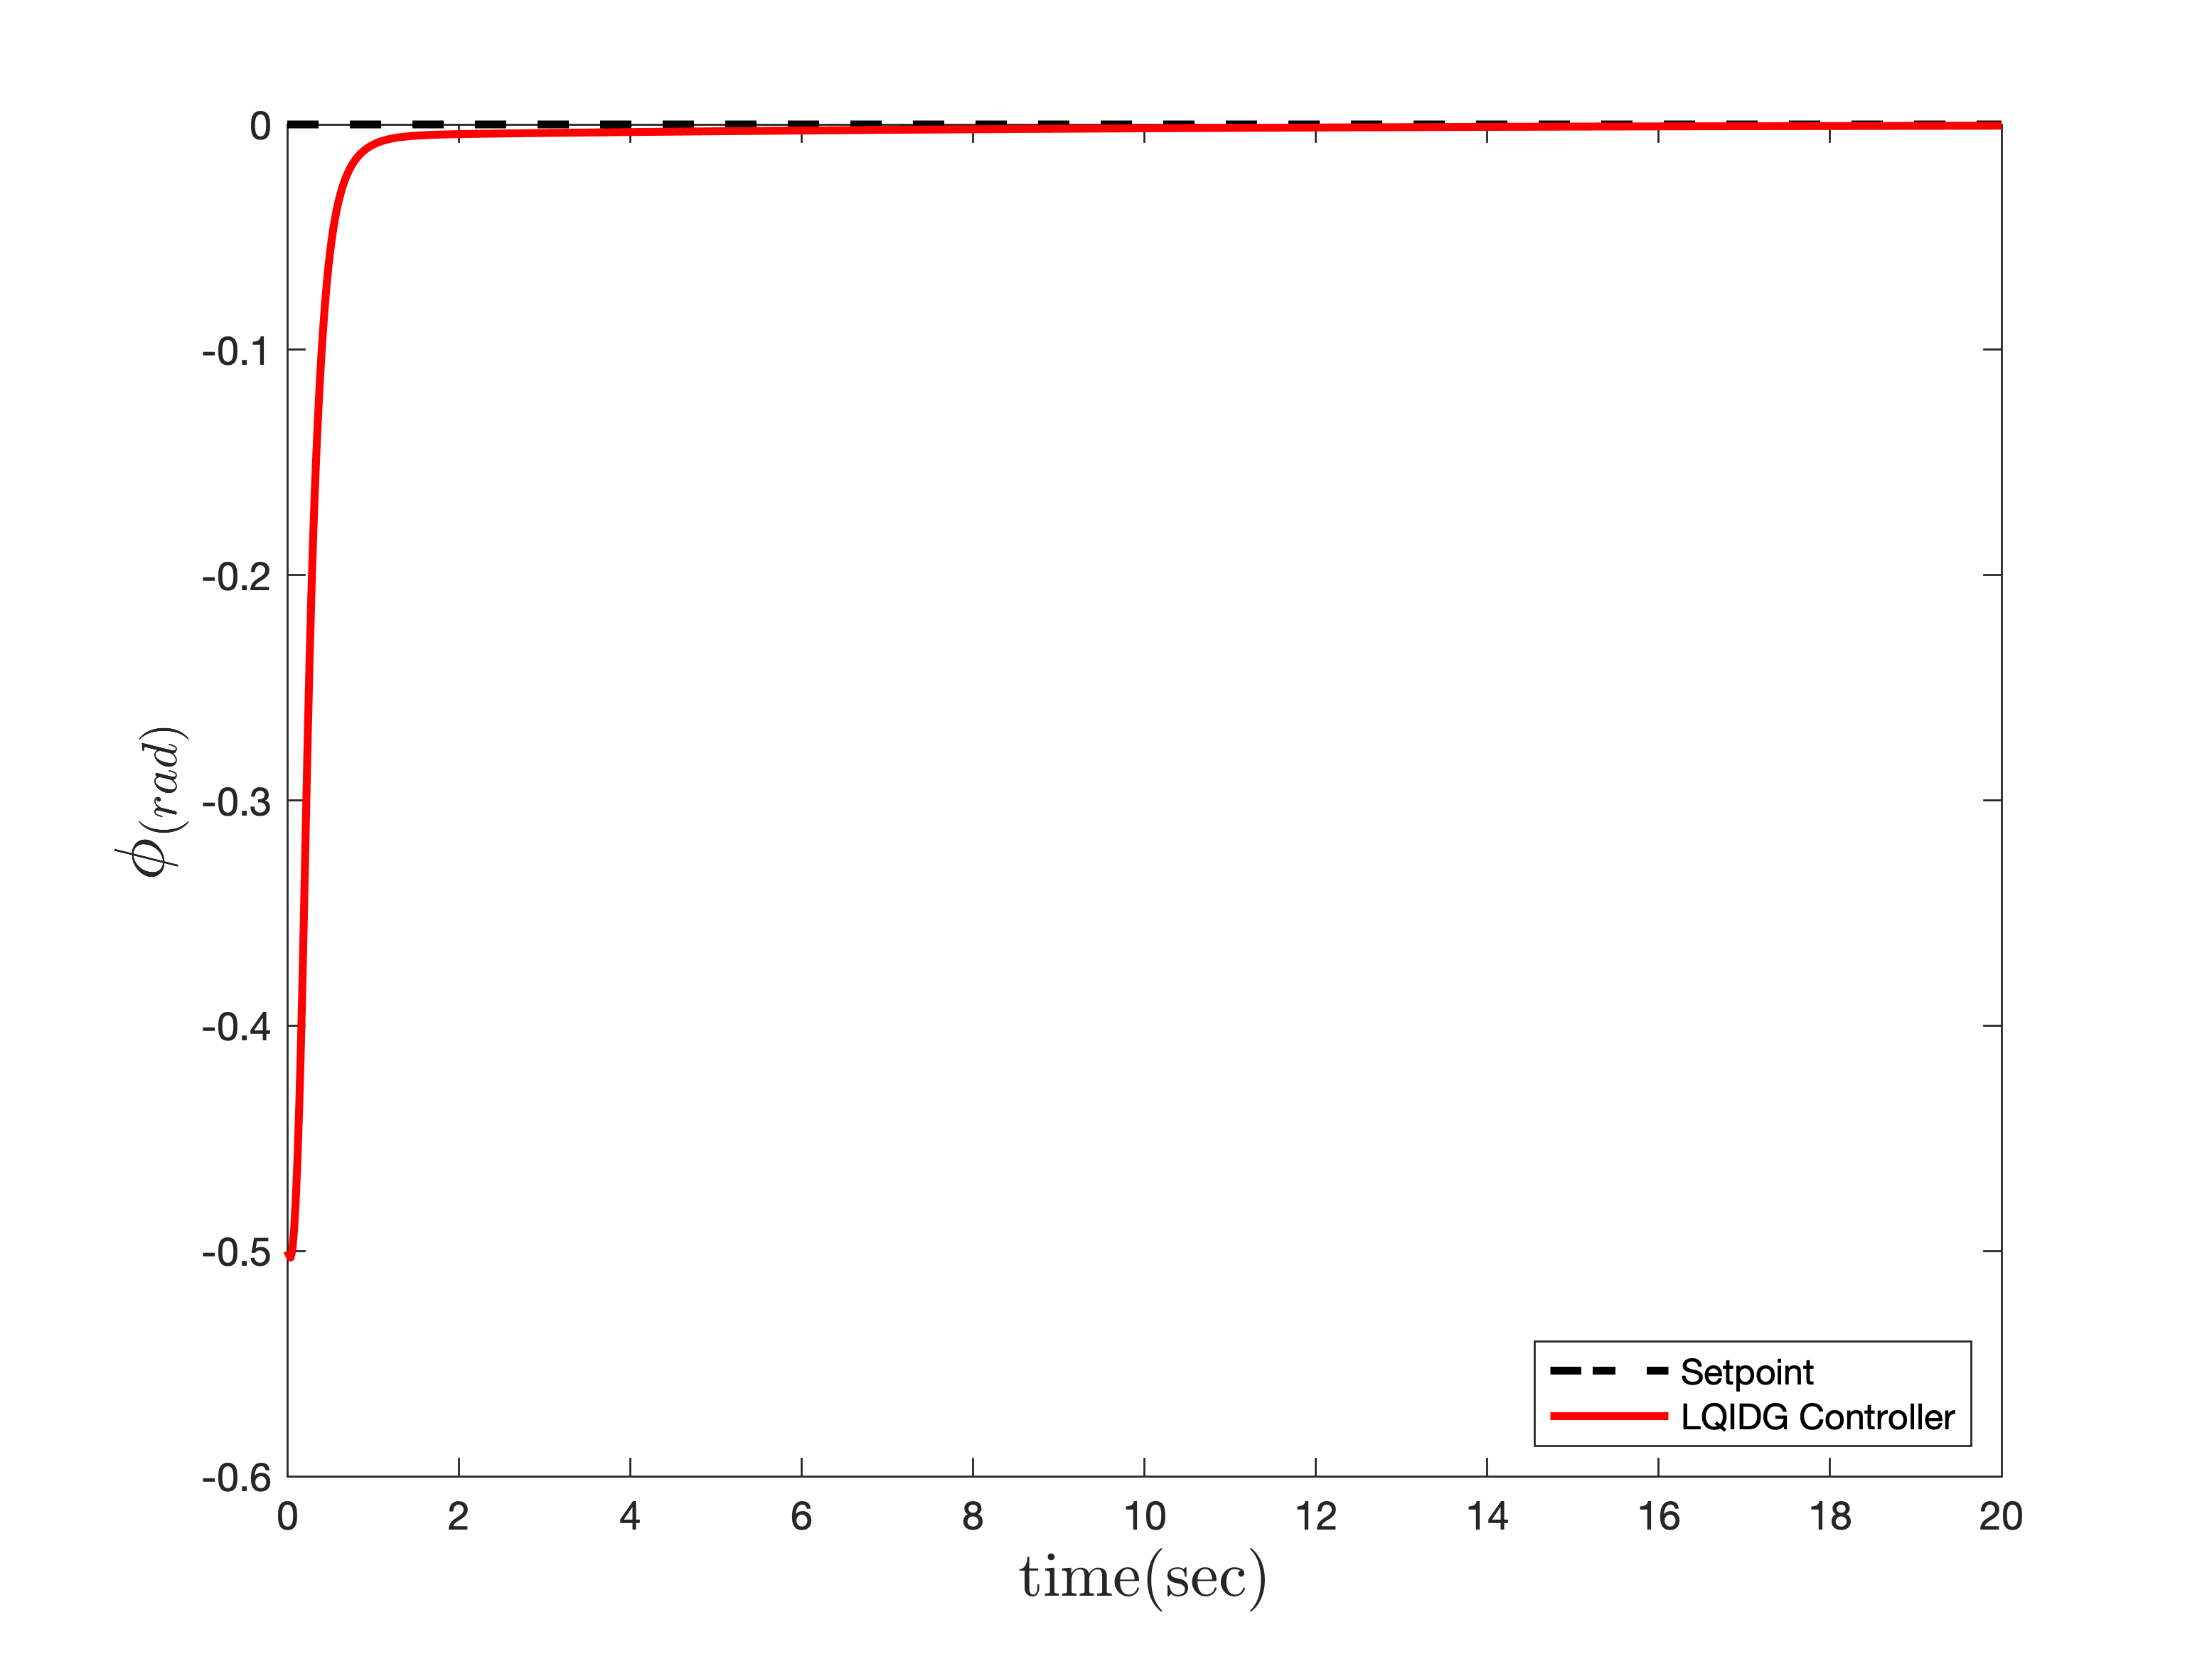 0
-0.1
-0.2
-0.3
-0.4
-0.5
-0.6
ϕ(rad)
0 2 4 6 8 10 12 14 16 18 20
time(sec)
Setpoint
LQIDG Controller